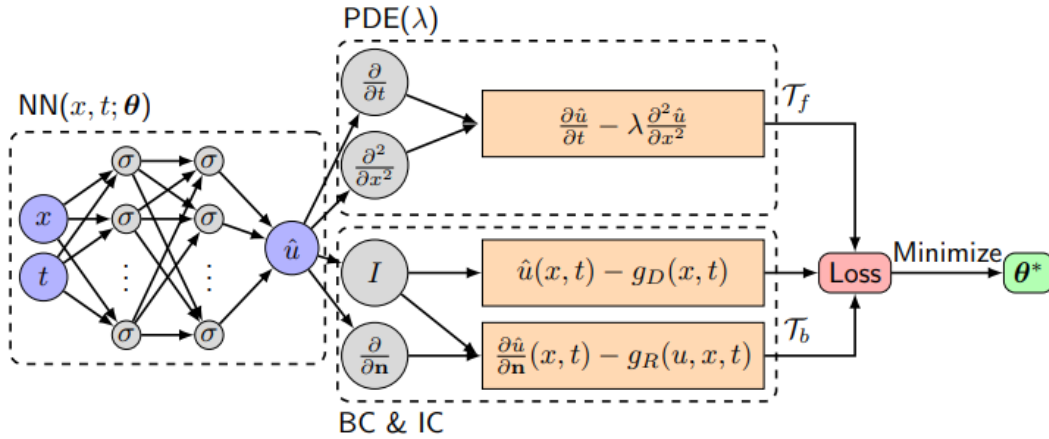 PDE(λ)
NN(x, t; θ)
∂/∂t
∂²/∂x²
∂û/∂t − λ ∂²û/∂x²
𝒯_f
σ σ
x
σ σ
t
⋮ ⋮
σ σ
û
I
û(x, t) − g_D(x, t)
Loss
Minimize
θ*
∂/∂n
∂û/∂n (x, t) − g_R(u, x, t)
𝒯_b
BC & IC